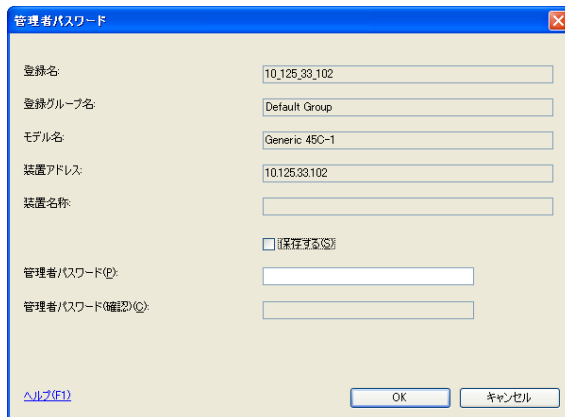 管理者パスワード
登録名: 10_125_33_102
登録グループ名: Default Group
モデル名: Generic 45C-1
装置アドレス: 10.125.33.102
装置名称:
保存する(S)
管理者パスワード(P):
管理者パスワード(確認)(C):
ヘルプ(F1) OK キャンセル